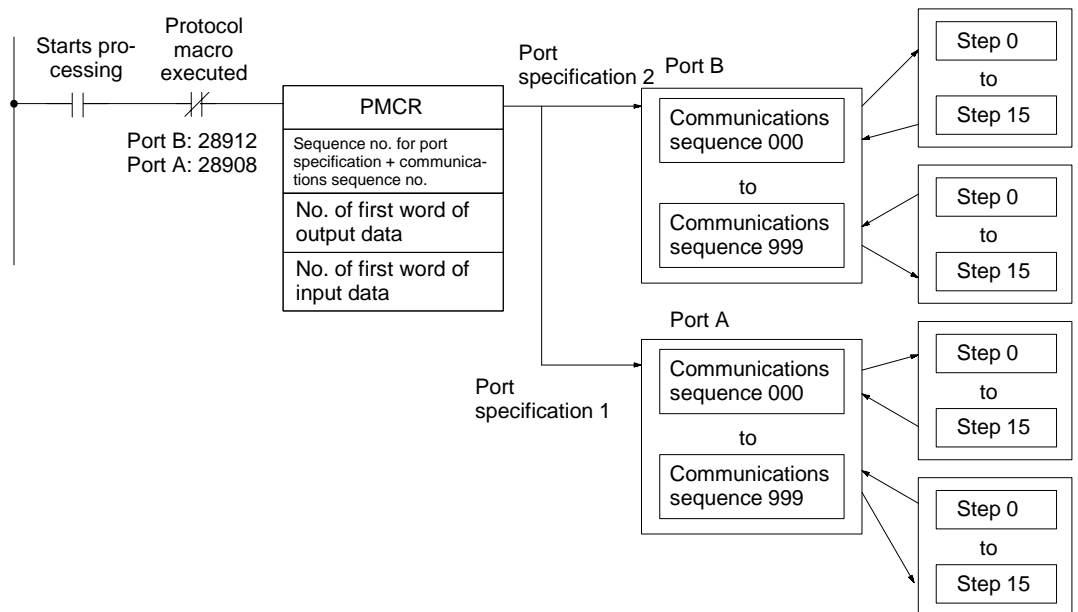 Starts pro-
cessing
Protocol
macro
executed
Port B: 28912
Port A: 28908
PMCR
Sequence no. for port
specification + communica-
tions sequence no.
No. of first word of
output data
No. of first word of
input data
Port
specification 2
Port B
Communications
sequence 000
to
Communications
sequence 999
Step 0
to
Step 15
Step 0
to
Step 15
Port
specification 1
Port A
Communications
sequence 000
to
Communications
sequence 999
Step 0
to
Step 15
Step 0
to
Step 15